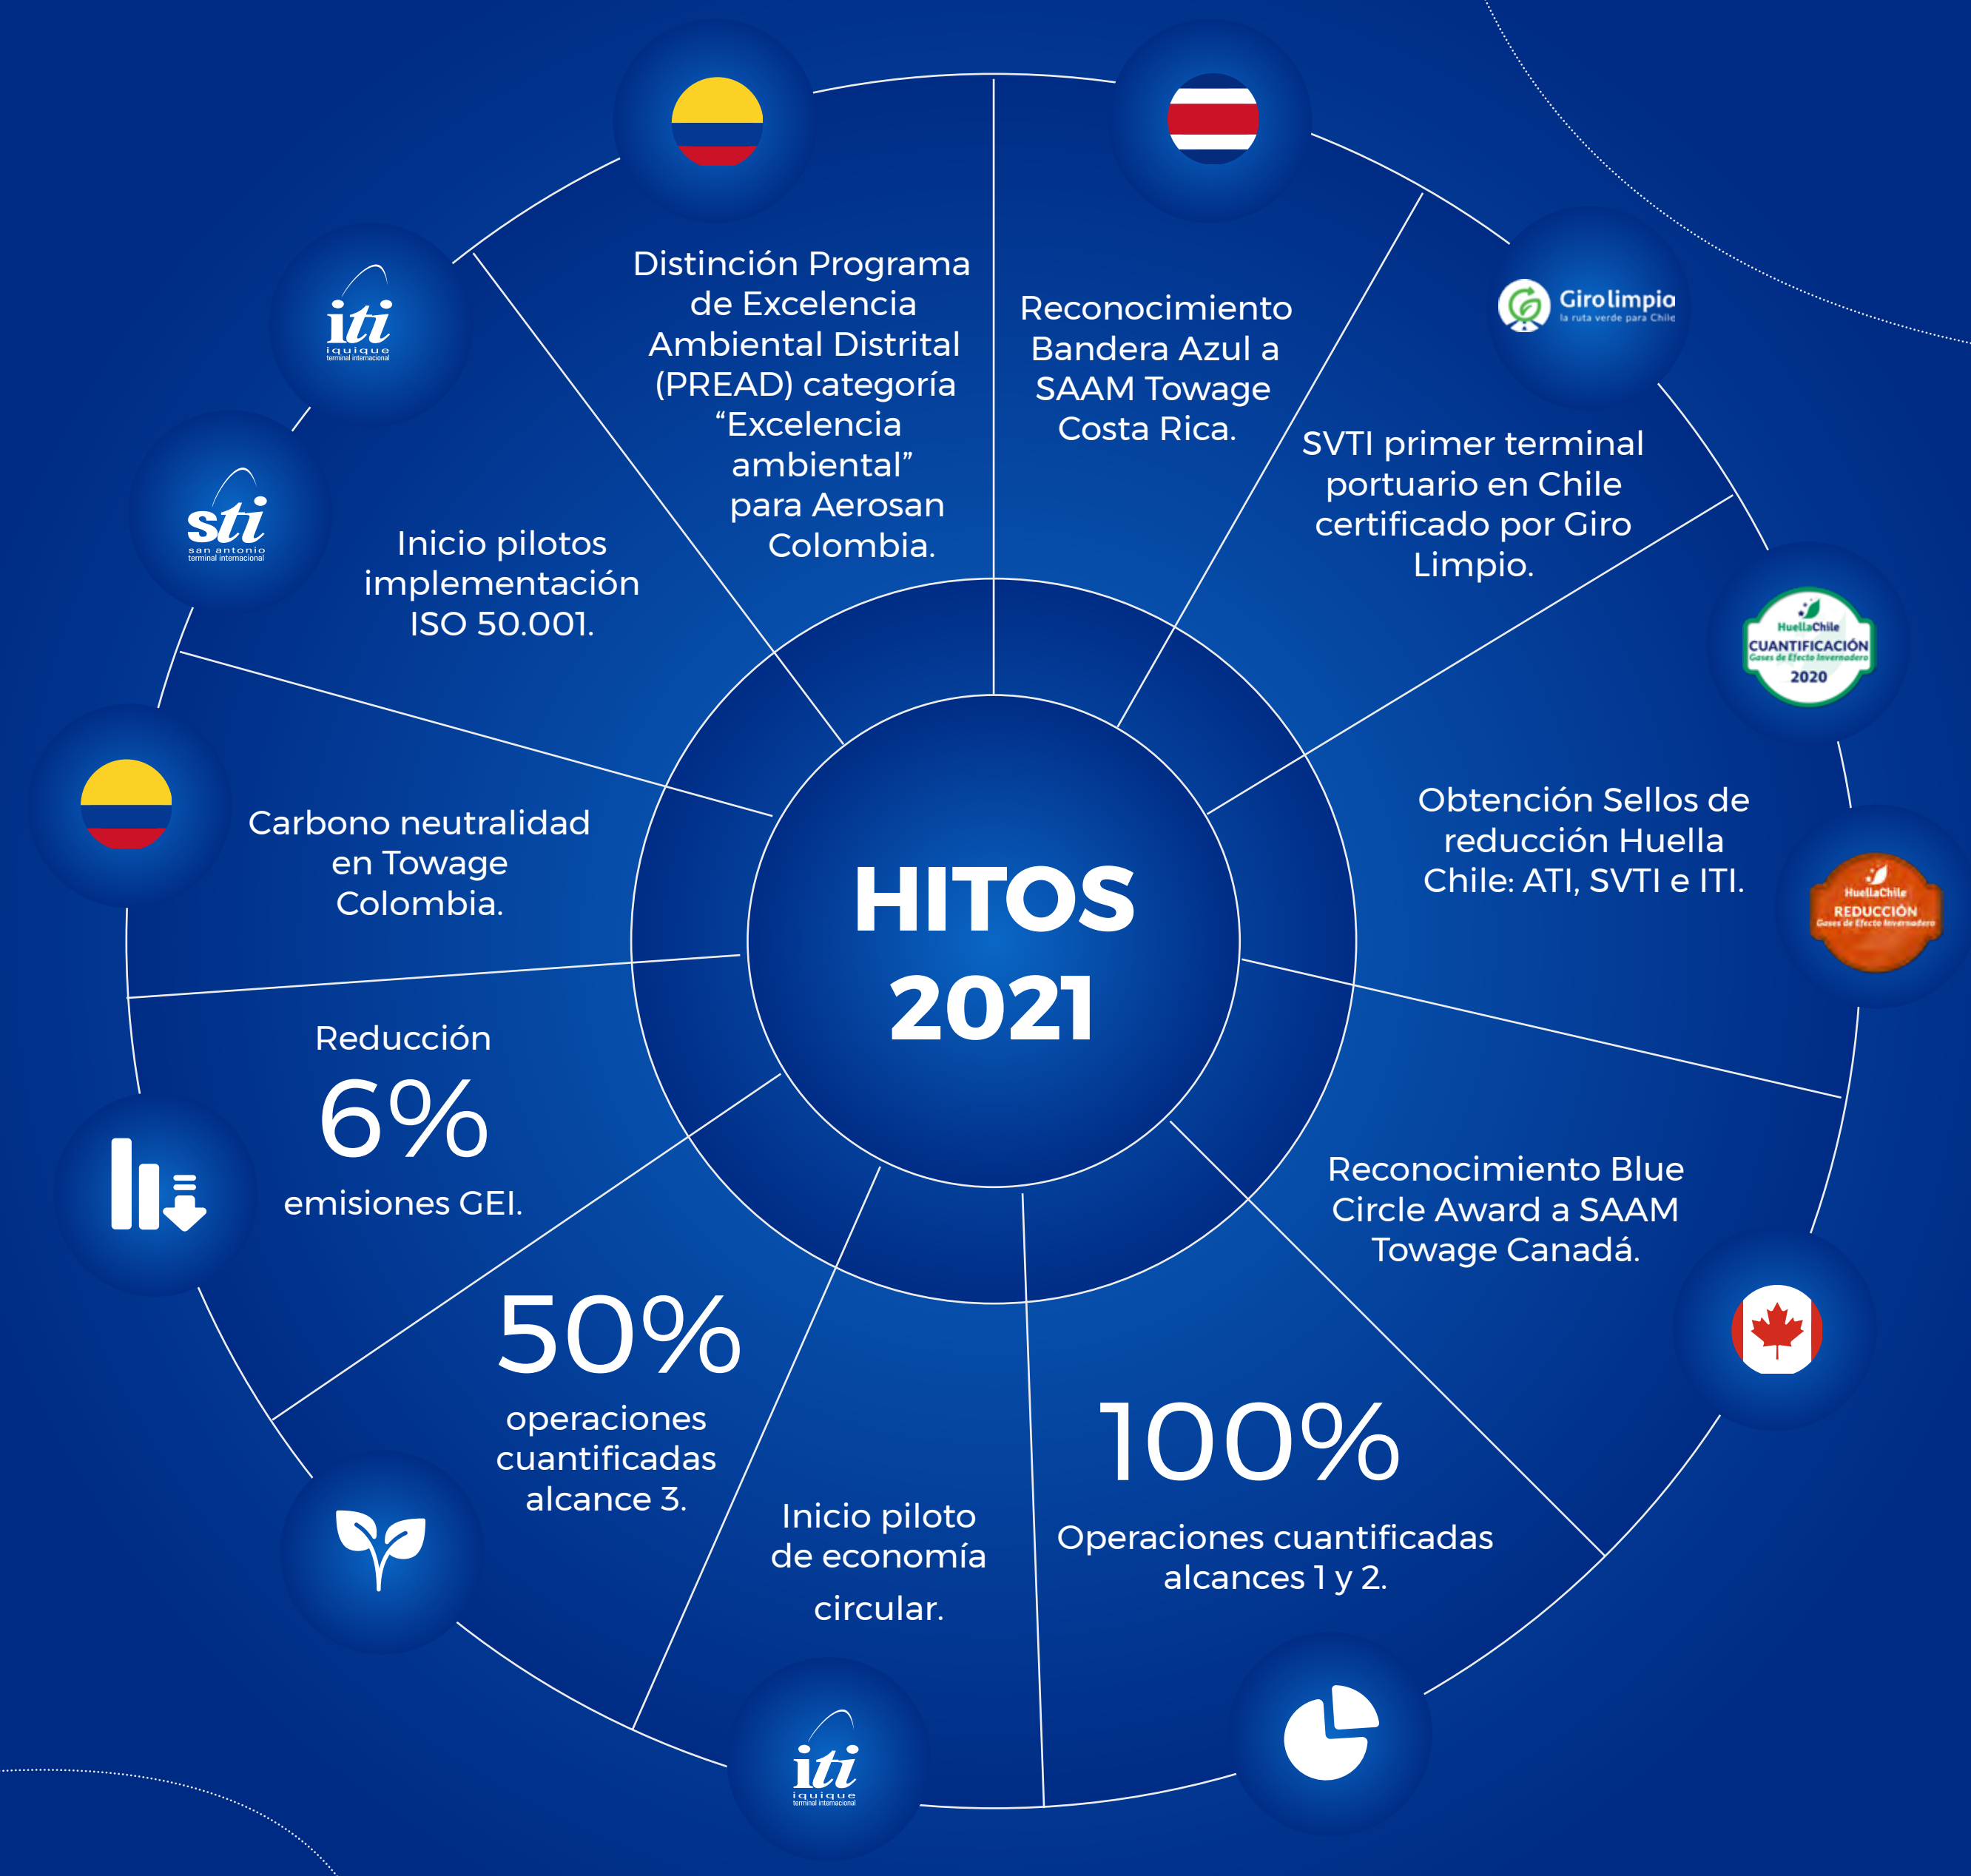 HITOS
2021
Reconocimiento
Bandera Azul a
SAAM Towage
Costa Rica.
Girolimpio
la ruta verde para Chile
SVTI primer terminal
portuario en Chile
certificado por Giro
Limpio.
HuellaChile
CUANTIFICACIÓN
Gases de Efecto Invernadero
2020
Obtención Sellos de
reducción Huella
Chile: ATI, SVTI e ITI.
HuellaChile
REDUCCIÓN
Gases de Efecto Invernadero
Reconocimiento Blue
Circle Award a SAAM
Towage Canadá.
100%
Operaciones cuantificadas
alcances 1 y 2.
Inicio piloto
de economía
circular.
iti
iquique
terminal internacional
50%
operaciones
cuantificadas
alcance 3.
Reducción
6%
emisiones GEI.
Carbono neutralidad
en Towage
Colombia.
sti
san antonio
terminal internacional
iti
iquique
terminal internacional
Inicio pilotos
implementación
ISO 50.001.
Distinción Programa
de Excelencia
Ambiental Distrital
(PREAD) categoría
“Excelencia
ambiental”
para Aerosan
Colombia.